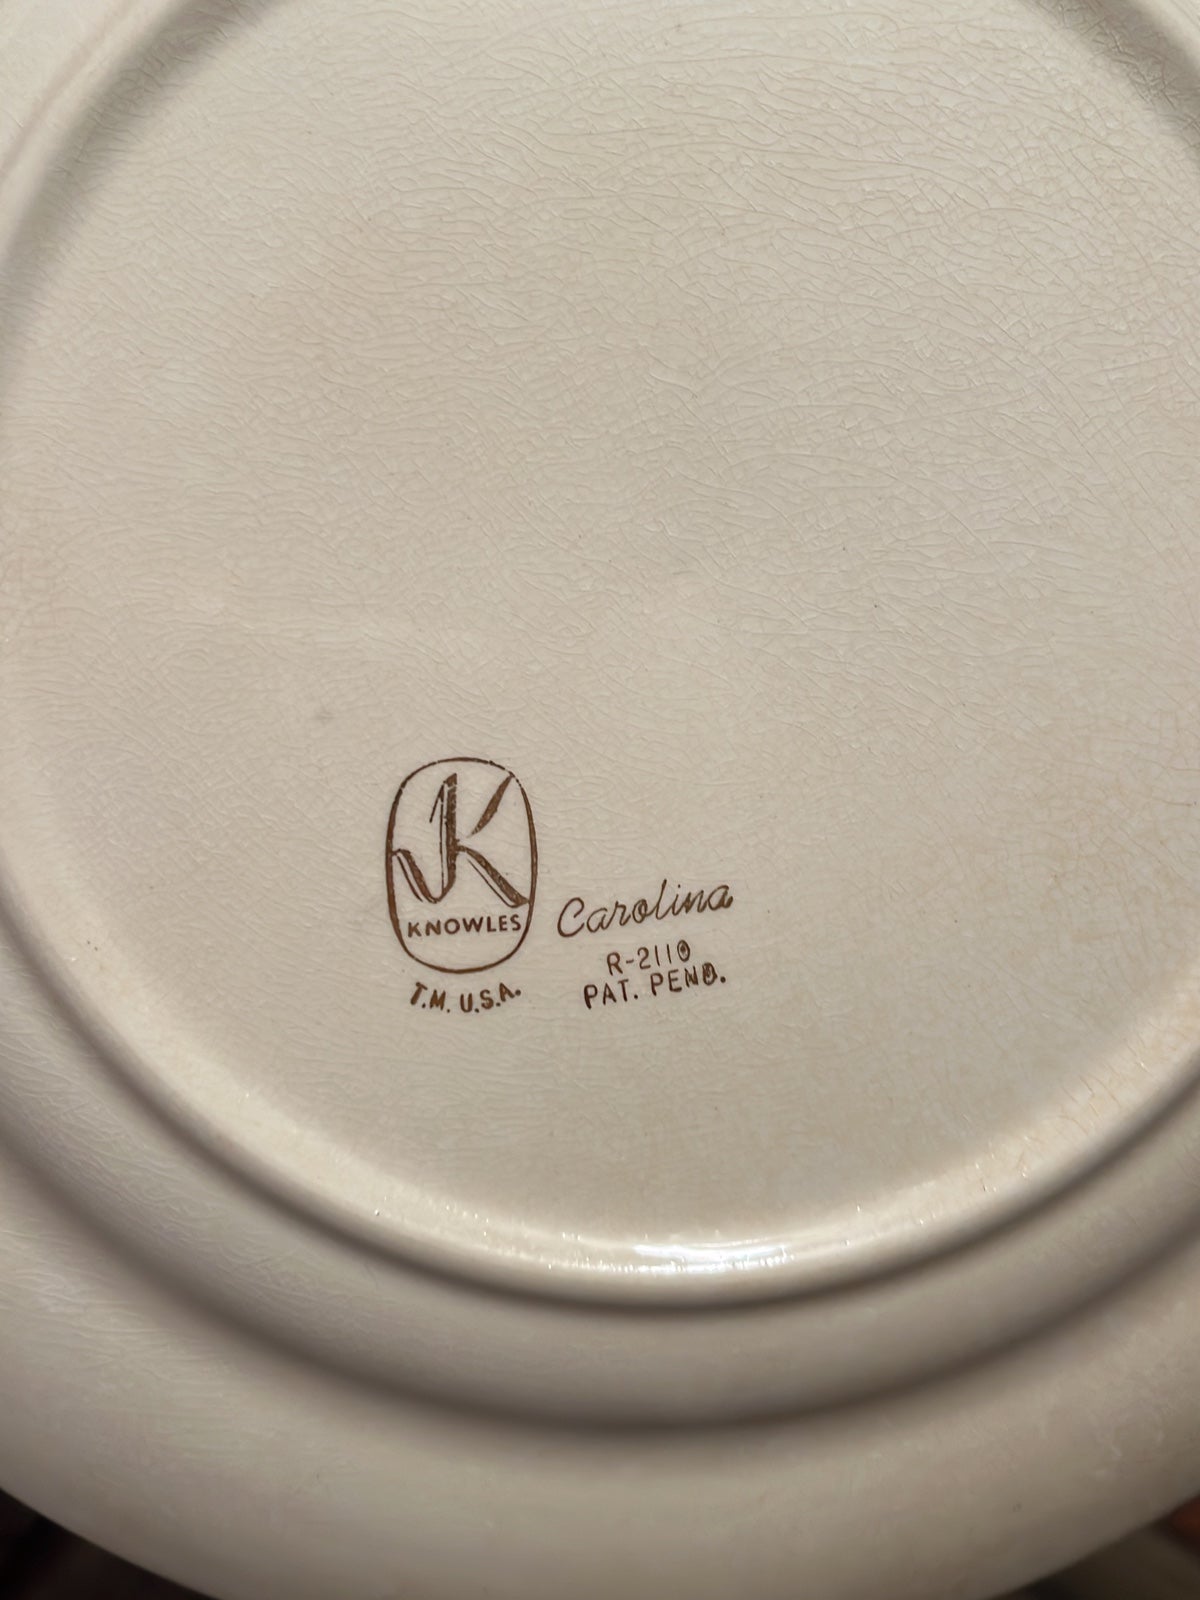 K
KNOWLES
T.M. U.S.A.
Carolina
R-2110
PAT. PEND.